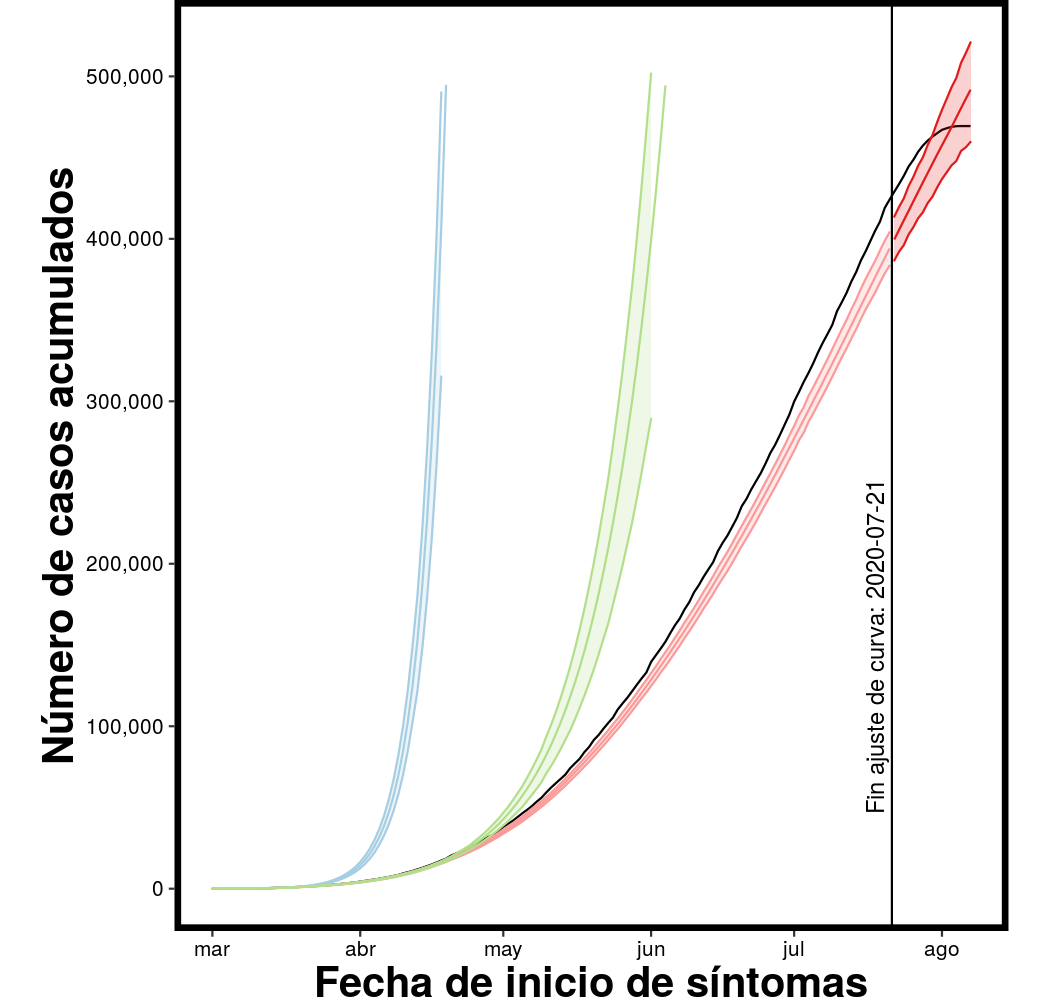 Número de casos acumulados
500,000
400,000
300,000
200,000
100,000
0
Fin ajuste de curva: 2020-07-21
mar abr may jun jul ago
Fecha de inicio de síntomas